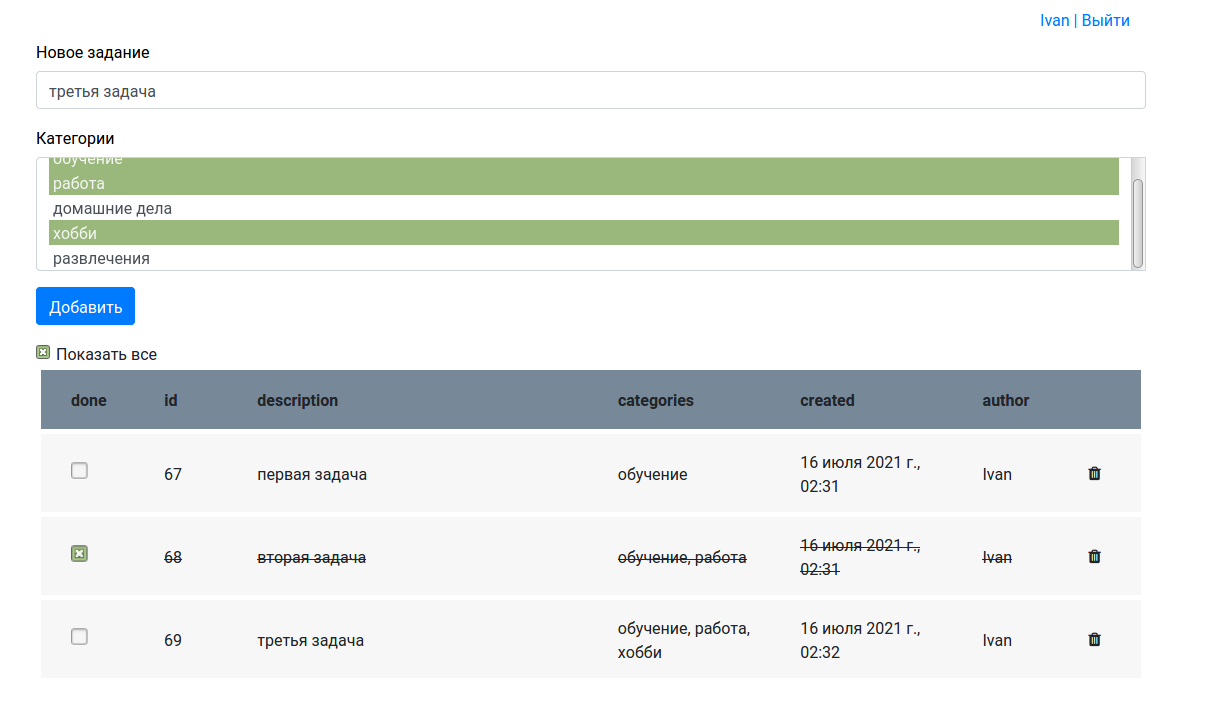 Ivan | Выйти
Новое задание
третья задача
Категории
обучение
работа
домашние дела
хобби
развлечения
Добавить
Показать все
done id description categories created author
67 первая задача обучение 16 июля 2021 г., 02:31 Ivan
68 вторая задача обучение, работа 16 июля 2021 г., 02:31 Ivan
69 третья задача обучение, работа, хобби 16 июля 2021 г., 02:32 Ivan